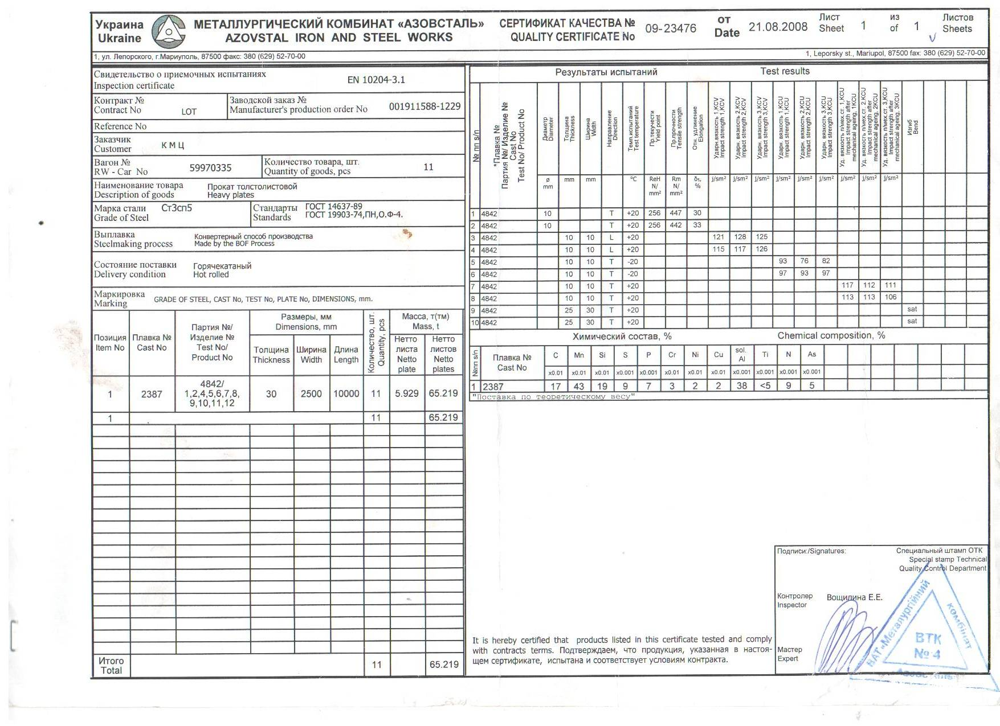 Украина
Ukraine
МЕТАЛЛУРГИЧЕСКИЙ КОМБИНАТ «АЗОВСТАЛЬ»
AZOVSTAL IRON AND STEEL WORKS
СЕРТИФИКАТ КАЧЕСТВА №
QUALITY CERTIFICATE No
09-23476
от
Date
21.08.2008
Лист
Sheet
1
из
of
1
Листов
Sheets
1, ул. Лепорского, г.Мариуполь, 87500 факс: 380 (629) 52-70-00
1, Leporsky st., Mariupol, 87500 fax: 380 (629) 52-70-00
Свидетельство о приемочных испытаниях
Inspection certificate
EN 10204-3.1
Контракт №
Contract No
LOT
Заводской заказ №
Manufacturer's production order No
001911588-1229
Reference No
Заказчик
Customer
К М Ц
Вагон №
RW - Car No
59970335
Количество товара, шт.
Quantity of goods, pcs
11
Наименование товара
Description of goods
Прокат толстолистовой
Heavy plates
Марка стали
Grade of Steel
Ст3сп5
Стандарты
Standards
ГОСТ 14637-89
ГОСТ 19903-74,ПН,О.Ф-4.
Выплавка
Steelmaking process
Конвертерный способ производства
Made by the BOF Process
Состояние поставки
Delivery condition
Горячекатаный
Hot rolled
Маркировка
Marking
GRADE OF STEEL, CAST No, TEST No, PLATE No, DIMENSIONS, mm.
Позиция
Item No
Плавка №
Cast No
Партия №/
Изделие №
Test No/
Product No
Размеры, мм
Dimensions, mm
Толщина
Thickness
Ширина
Width
Длина
Length
Количество, шт.
Quantity, pcs
Масса, т(тм)
Mass, t
Нетто
листа
Netto
plate
Нетто
листов
Netto
plates
1 2387 4842/ 30 2500 10000 11 5.929 65.219
1,2,4,5,6,7,8,
9,10,11,12
1 11 65.219
Итого
Total
11 65.219
Результаты испытаний Test results
№ пп s/n
*Плавка №
Партия №/ Изделие №
Cast No
Test No/ Product No
Диаметр
Diameter
Толщина
Thickness
Ширина
Width
Направление
Direction
Темп.испытаний
Test temperature
Пр.текучести
Yield point
Пр.прочности
Tensile strength
Отн. удлинение
Elongation
Ударн.вязкость 1,KCV
Impact strength 1,KCV
Ударн. вязкость 2,KCV
Impact strength 2,KCV
Ударн. вязкость 3,KCV
Impact strength 3,KCV
Ударн. вязкость 1,KCU
Impact strength 1,KCU
Ударн. вязкость 2,KCU
Impact strength 2,KCU
Ударн. вязкость 3,KCU
Impact strength 3,KCU
Уд. вязкость п/мех.ст. 1,KCU
Impact strength after
mechanical ageing, 1KCU
Уд. вязкость п/мех.ст. 2,KCU
Impact strength after
mechanical ageing, 2KCU
Уд. вязкость п/мех.ст. 3,KCU
Impact strength after
mechanical ageing, 3KCU
Изгиб
Bend
ø mm
mm
mm
°C
ReH N/ mm²
Rm N/ mm²
δ₅, %
j/sm² j/sm² j/sm² j/sm² j/sm² j/sm² j/sm² j/sm² j/sm²
1 4842 10 T +20 256 447 30
2 4842 10 T +20 256 442 33
3 4842 10 10 L +20 121 128 125
4 4842 10 10 L +20 115 117 126
5 4842 10 10 T -20 93 76 82
6 4842 10 10 T -20 97 93 97
7 4842 10 10 T +20 117 112 111
8 4842 10 10 T +20 113 113 106
9 4842 25 30 T +20 sat
10 4842 25 30 T +20 sat
Химический состав, % Chemical composition, %
№пп s/n
Плавка №
Cast No
C Mn Si S P Cr Ni Cu sol. Al Ti N As
x0.01 x0.01 x0.01 x0.001 x0.001 x0.01 x0.01 x0.01 x0.001 x0.001 x0.001 x0.001
1 2387 17 43 19 9 7 3 2 2 38 <5 9 5
"Поставка по теоретическому весу"
It is hereby certified that products listed in this certificate tested and comply
with contracts terms. Подтверждаем, что продукция, указанная в настоя-
щем сертификате, испытана и соответствует условиям контракта.
Подписи:/Signatures:
Специальный штамп ОТК
Special stamp Technical
Quality Control Department
Контролер
Inspector
Вощилина Е.Е.
Мастер
Expert
ВАТ «Металургійний
комбінат
ВТК
№ 4